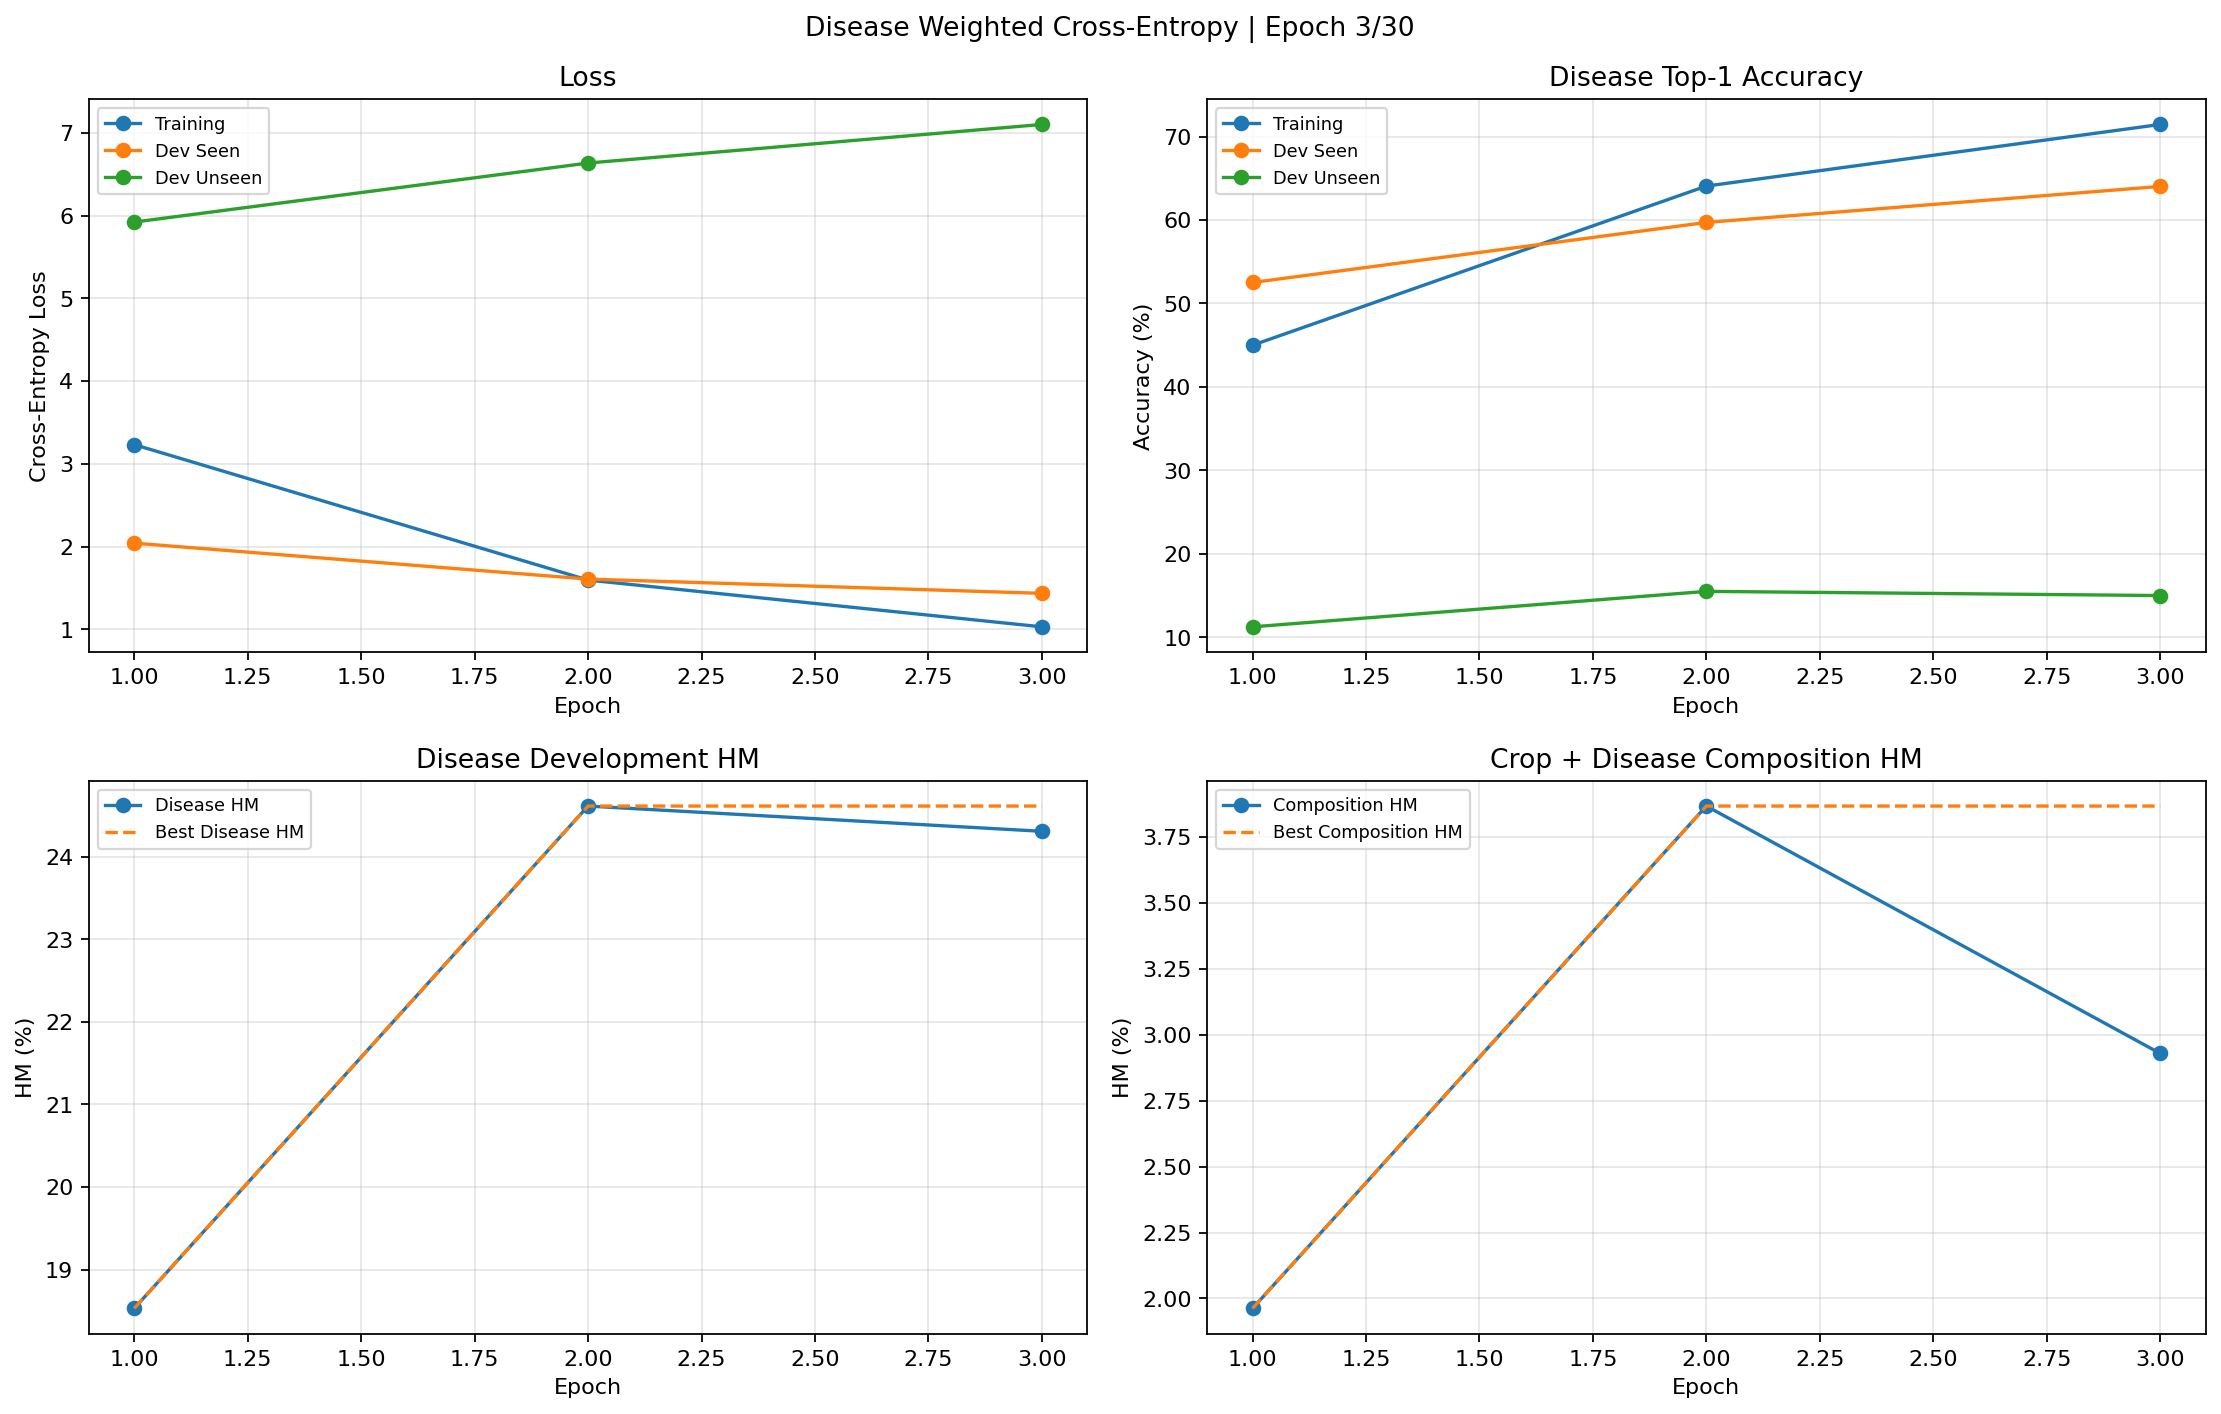 Disease Weighted Cross-Entropy | Epoch 3/30
Loss
Training
Dev Seen
Dev Unseen
7
6
5
4
3
2
1
Cross-Entropy Loss
1.00 1.25 1.50 1.75 2.00 2.25 2.50 2.75 3.00
Epoch
Disease Top-1 Accuracy
Training
Dev Seen
Dev Unseen
70
60
50
40
30
20
10
Accuracy (%)
1.00 1.25 1.50 1.75 2.00 2.25 2.50 2.75 3.00
Epoch
Disease Development HM
Disease HM
Best Disease HM
24
23
22
21
20
19
HM (%)
1.00 1.25 1.50 1.75 2.00 2.25 2.50 2.75 3.00
Epoch
Crop + Disease Composition HM
Composition HM
Best Composition HM
3.75
3.50
3.25
3.00
2.75
2.50
2.25
2.00
HM (%)
1.00 1.25 1.50 1.75 2.00 2.25 2.50 2.75 3.00
Epoch